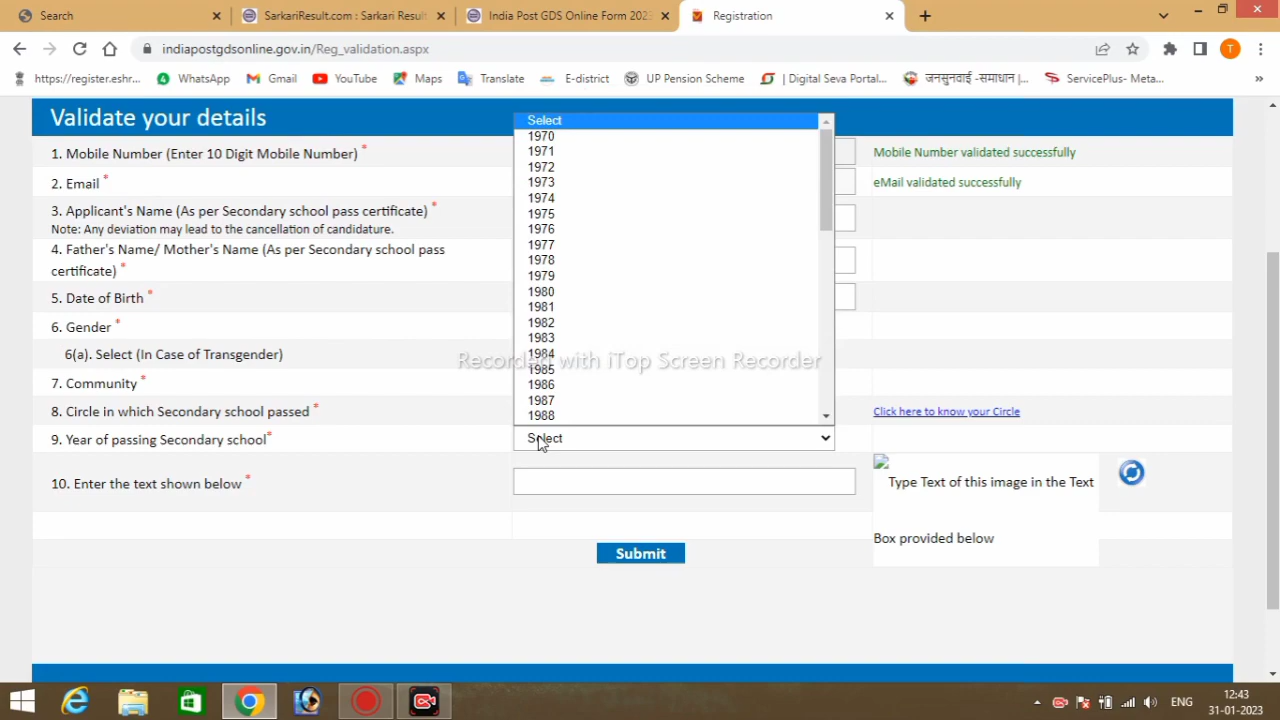 Search
SarkariResult.com : Sarkari Result
India Post GDS Online Form 2023
Registration
indiapostgdsonline.gov.in/Reg_validation.aspx
T
https://register.eshr...
WhatsApp
Gmail
YouTube
Maps
Translate
E-district
UP Pension Scheme
| Digital Seva Portal...
जनसुनवाई -समाधान |...
ServicePlus- Meta...
»
Validate your details
1. Mobile Number (Enter 10 Digit Mobile Number) *
Mobile Number validated successfully
2. Email *
eMail validated successfully
3. Applicant's Name (As per Secondary school pass certificate) *
Note: Any deviation may lead to the cancellation of candidature.
4. Father's Name/ Mother's Name (As per Secondary school pass
certificate) *
5. Date of Birth *
6. Gender *
6(a). Select (In Case of Transgender)
7. Community *
8. Circle in which Secondary school passed *
Click here to know your Circle
9. Year of passing Secondary school*
Select
1970
1971
1972
1973
1974
1975
1976
1977
1978
1979
1980
1981
1982
1983
1984
1985
1986
1987
1988
Select
Recorded with iTop Screen Recorder
10. Enter the text shown below *
Type Text of this image in the Text
Box provided below
Submit
ENG
12:43
31-01-2023